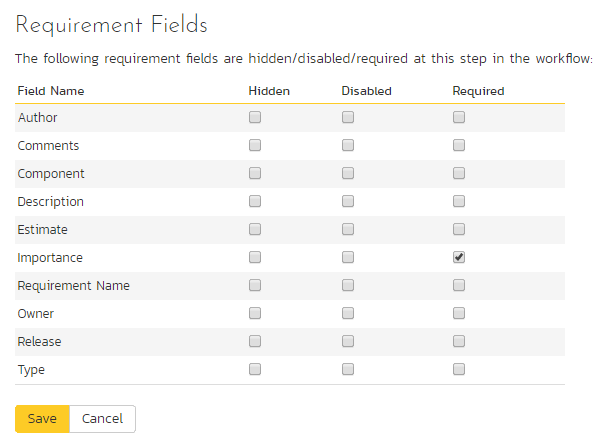 Requirement Fields
The following requirement fields are hidden/disabled/required at this step in the workflow:
Field Name Hidden Disabled Required
Author
Comments
Component
Description
Estimate
Importance
Requirement Name
Owner
Release
Type
Save Cancel